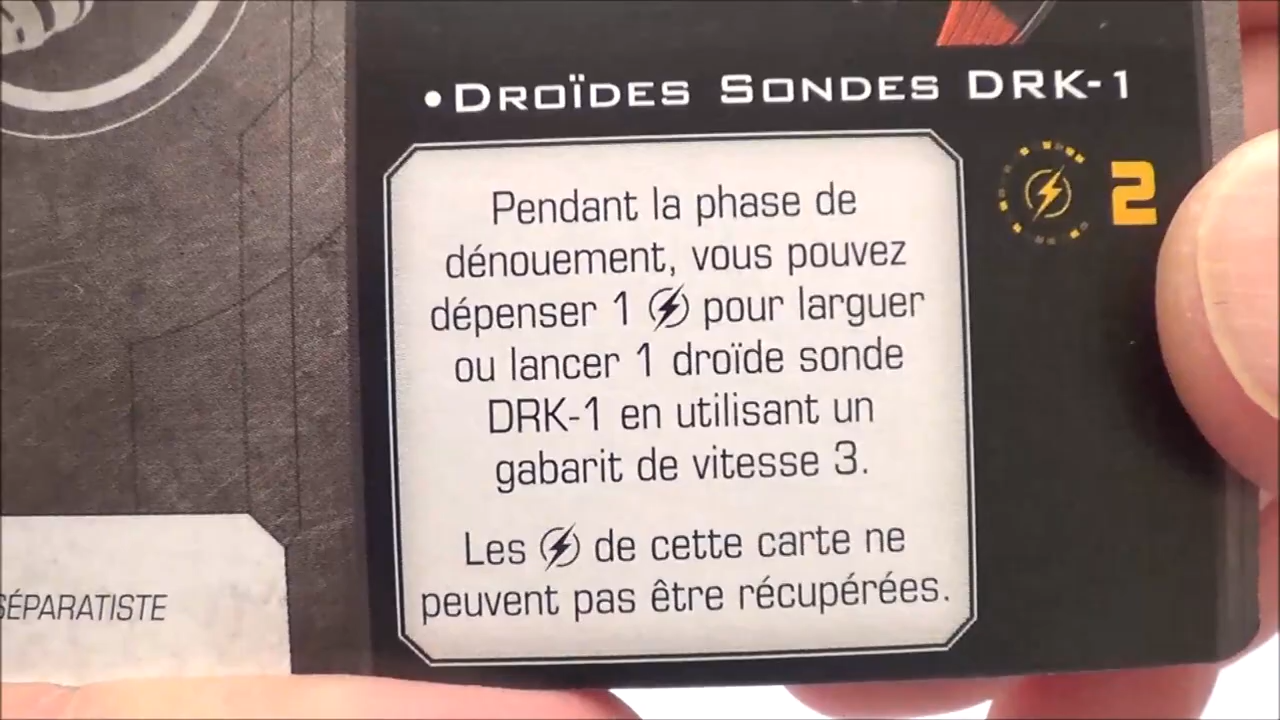 • DROÏDES SONDES DRK-1
2
Pendant la phase de
dénouement, vous pouvez
dépenser 1 pour larguer
ou lancer 1 droïde sonde
DRK-1 en utilisant un
gabarit de vitesse 3.
Les de cette carte ne
peuvent pas être récupérées.
SÉPARATISTE